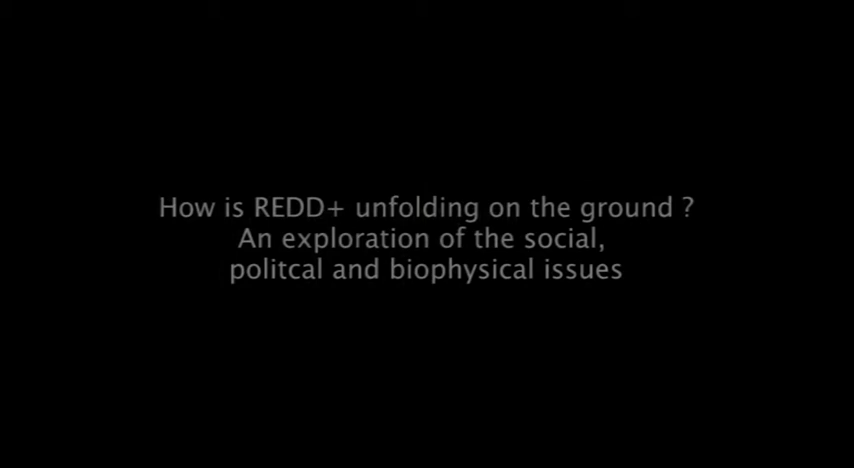 How is REDD+ unfolding on the ground ?
An exploration of the social,
politcal and biophysical issues